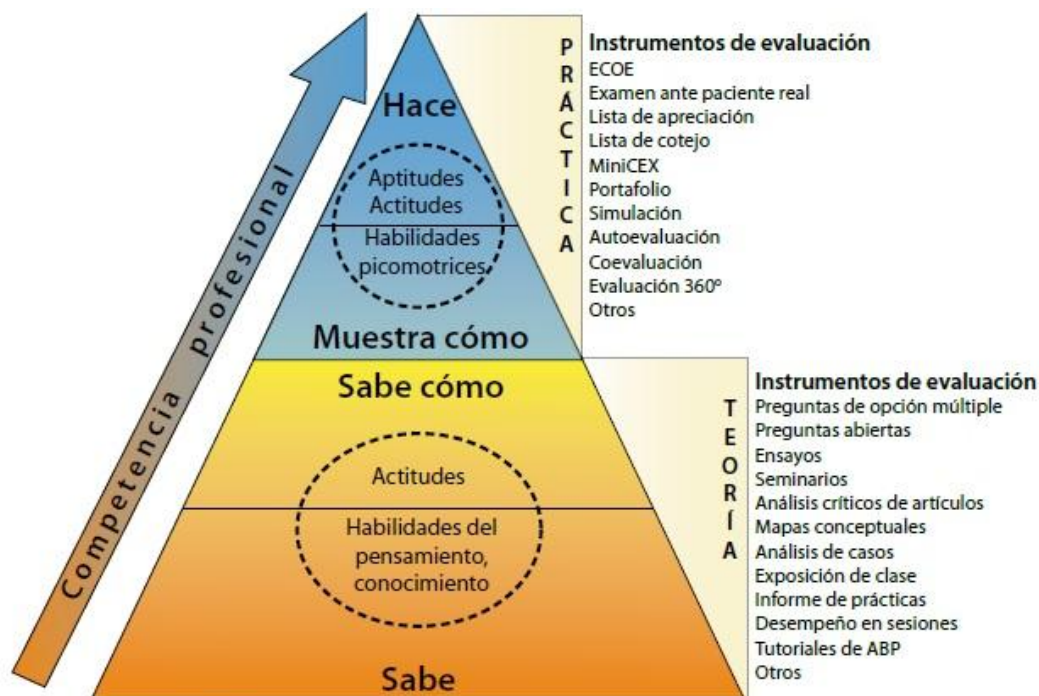 Competencia profesional
Hace
Aptitudes
Actitudes
Habilidades
picomotrices
Muestra cómo
Sabe cómo
Actitudes
Habilidades del
pensamiento,
conocimiento
Sabe
PRÁCTICA
Instrumentos de evaluación
ECOE
Examen ante paciente real
Lista de apreciación
Lista de cotejo
MiniCEX
Portafolio
Simulación
Autoevaluación
Coevaluación
Evaluación 360º
Otros
TEORÍA
Instrumentos de evaluación
Preguntas de opción múltiple
Preguntas abiertas
Ensayos
Seminarios
Análisis críticos de artículos
Mapas conceptuales
Análisis de casos
Exposición de clase
Informe de prácticas
Desempeño en sesiones
Tutoriales de ABP
Otros